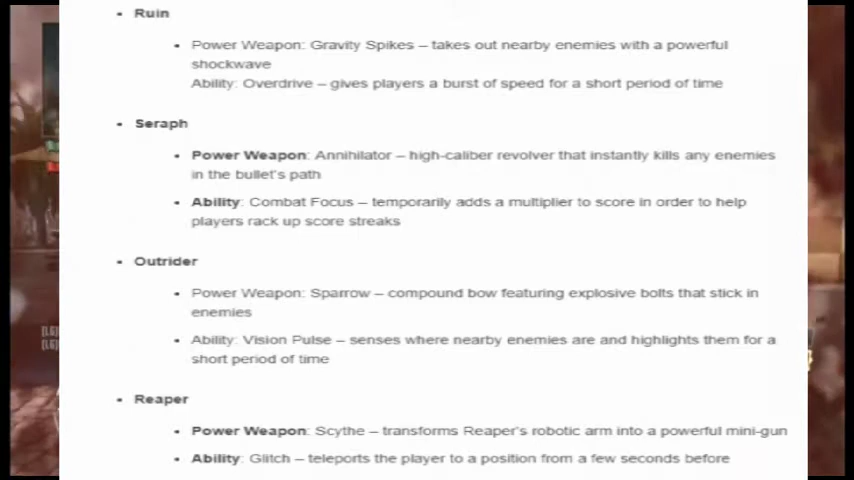 Ruin
Power Weapon: Gravity Spikes – takes out nearby enemies with a powerful
shockwave
Ability: Overdrive – gives players a burst of speed for a short period of time
Seraph
Power Weapon: Annihilator – high-caliber revolver that instantly kills any enemies
in the bullet's path
Ability: Combat Focus – temporarily adds a multiplier to score in order to help
players rack up score streaks
Outrider
Power Weapon: Sparrow – compound bow featuring explosive bolts that stick in
enemies
Ability: Vision Pulse – senses where nearby enemies are and highlights them for a
short period of time
Reaper
Power Weapon: Scythe – transforms Reaper's robotic arm into a powerful mini-gun
Ability: Glitch – teleports the player to a position from a few seconds before